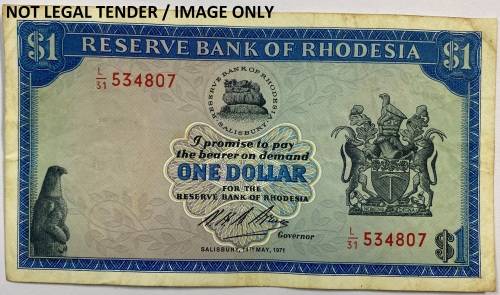 NOT LEGAL TENDER / IMAGE ONLY
$1 RESERVE BANK OF RHODESIA $1
L/31 534807
RESERVE BANK OF RHODESIA
SALISBURY
I promise to pay
the bearer on demand
ONE DOLLAR
FOR THE
RESERVE BANK OF RHODESIA
Governor
L/31 534807
SALISBURY, 14TH MAY, 1971
$1